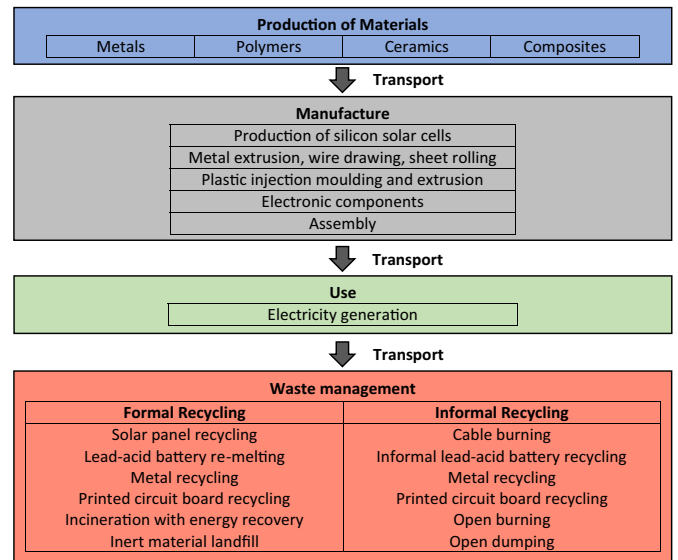 Production of Materials
Metals Polymers Ceramics Composites
Transport
Manufacture
Production of silicon solar cells
Metal extrusion, wire drawing, sheet rolling
Plastic injection moulding and extrusion
Electronic components
Assembly
Transport
Use
Electricity generation
Transport
Waste management
Formal Recycling Informal Recycling
Solar panel recycling Cable burning
Lead-acid battery re-melting Informal lead-acid battery recycling
Metal recycling Metal recycling
Printed circuit board recycling Printed circuit board recycling
Incineration with energy recovery Open burning
Inert material landfill Open dumping